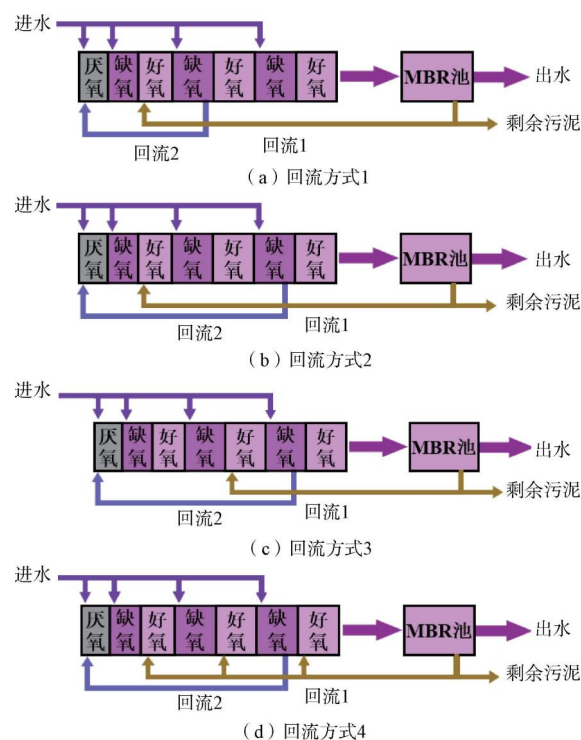 进水
厌氧 缺氧 好氧 缺氧 好氧 缺氧 好氧 MBR池 出水
剩余污泥
回流2 回流1
（a）回流方式1
进水
厌氧 缺氧 好氧 缺氧 好氧 缺氧 好氧 MBR池 出水
剩余污泥
回流2 回流1
（b）回流方式2
进水
厌氧 缺氧 好氧 缺氧 好氧 缺氧 好氧 MBR池 出水
剩余污泥
回流2 回流1
（c）回流方式3
进水
厌氧 缺氧 好氧 缺氧 好氧 缺氧 好氧 MBR池 出水
剩余污泥
回流2 回流1
（d）回流方式4